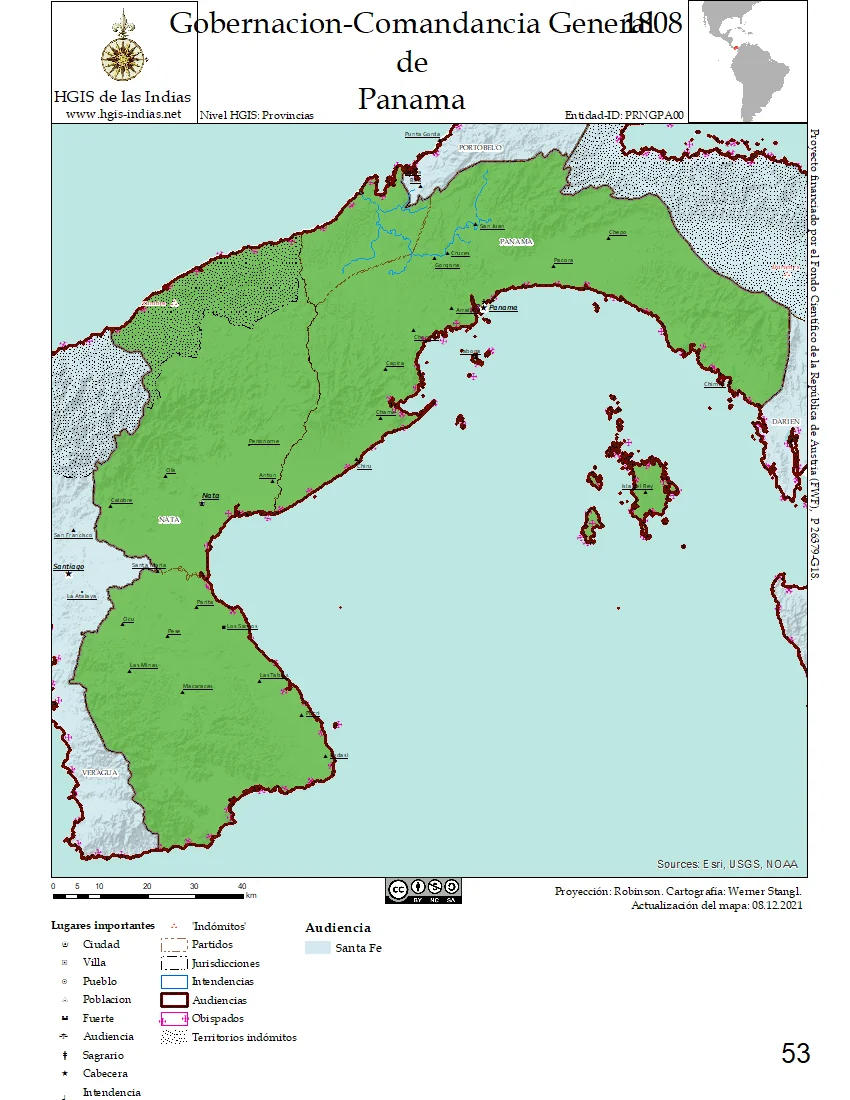 Gobernacion-Comandancia General
1808
de
Panama
HGIS de las Indias
www.hgis-indias.net
Nivel HGIS: Provincias
Entidad-ID: PRNGPA00
Punta Gorda
PORTOBELO
San Juan
Chepo
PANAMA
Cruces
Gorgona
Pacora
Panama
Capira
Chiru
Penonome
Ola
Anton
Nata
Calobre
NATA
Isla del Rey
DARIEN
San Francisco
Santiago
Santa Maria
La Atalaya
Parita
Ocu
Pese
Los Santos
Las Minas
Macaracas
Las Tablas
VERAGUA
Proyecto financiado por el Fondo Científico de la República de Austria (FWF). P 26379-G18.
Sources: Esri, USGS, NOAA
0 5 10 20 30 40
km
CC BY NC SA
Proyección: Robinson. Cartografía: Werner Stangl.
Actualización del mapa: 08.12.2021
Lugares importantes
Ciudad
Villa
Pueblo
Poblacion
Fuerte
Audiencia
Sagrario
Cabecera
Intendencia
'Indómitos'
Partidos
Jurisdicciones
Intendencias
Audiencias
Obispados
Territorios indómitos
Audiencia
Santa Fe
53